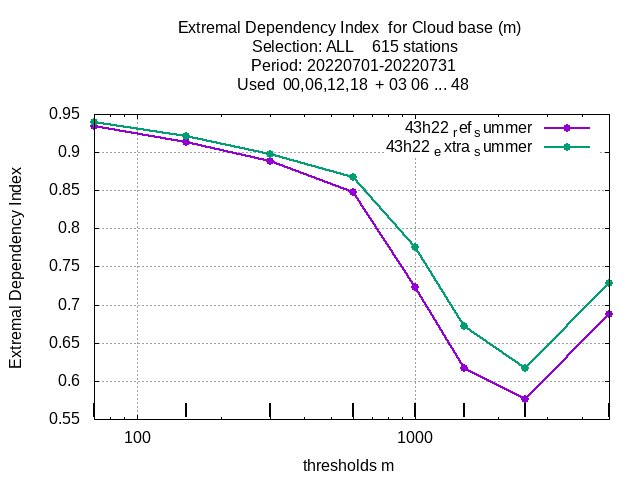 Extremal Dependency Index  for Cloud base (m)
Selection: ALL    615 stations
Period: 20220701-20220731
Used  00,06,12,18  + 03 06 ... 48
43h22 ref summer
43h22 extra summer
Extremal Dependency Index
0.95
0.9
0.85
0.8
0.75
0.7
0.65
0.6
0.55
100
1000
thresholds m